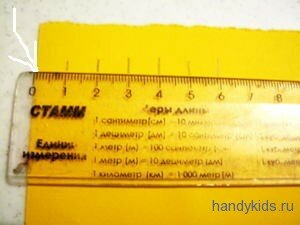 0 1 2 3 4 5 6 7 8
СТАММ
Меры длины
1 сантиметр (см) = 10
1 дециметр (дм) = 10 сантиметр
Единицы
измерения
1 метр (м) = 100 сантиметр
1 метр (м) = 10 дециметр (дм)
1 километр (км) = 1 000 метр (м)
handykids.ru